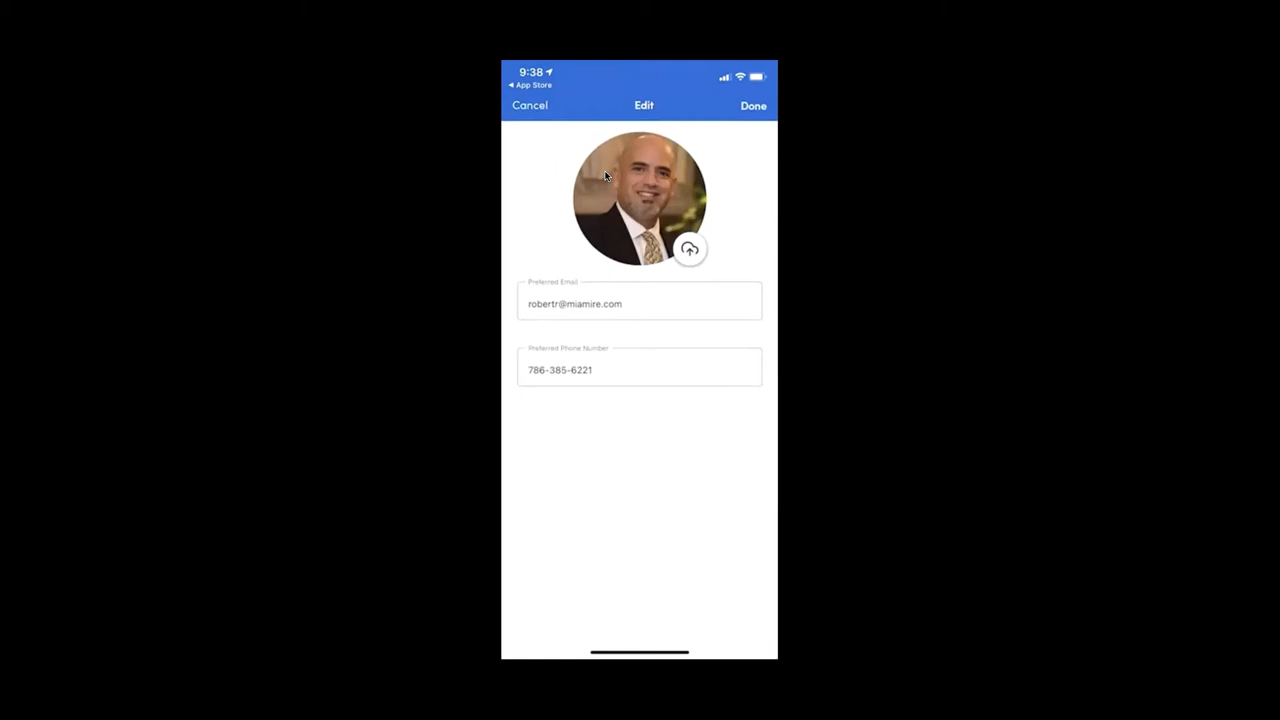 9:38
App Store
Cancel Edit Done
Preferred Email
robertr@miamire.com
Preferred Phone Number
786-385-6221